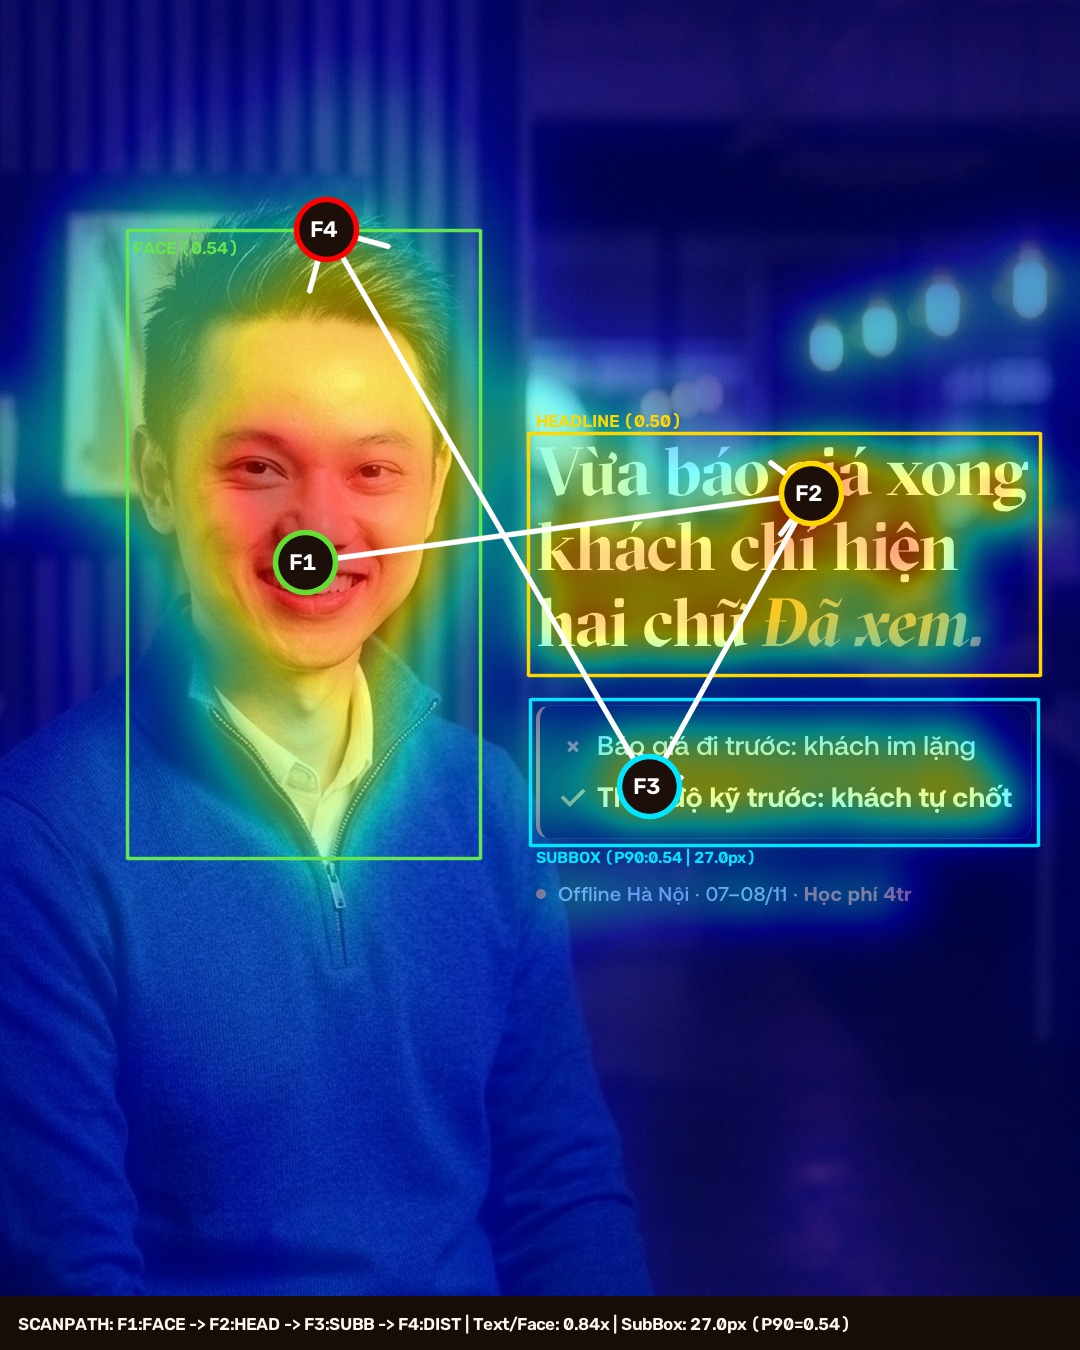 F4
FACE (0.54)
HEADLINE (0.50)
Vừa báo giá xong
F2
khách chỉ hiện
F1
hai chữ Đã xem.
× Báo giá đi trước: khách im lặng
F3
✓ độ kỹ trước: khách tự chốt
SUBBOX (P90:0.54 | 27.0px)
Offline Hà Nội · 07–08/11 · Học phí 4tr
SCANPATH: F1:FACE -> F2:HEAD -> F3:SUBB -> F4:DIST | Text/Face: 0.84x | SubBox: 27.0px (P90=0.54)